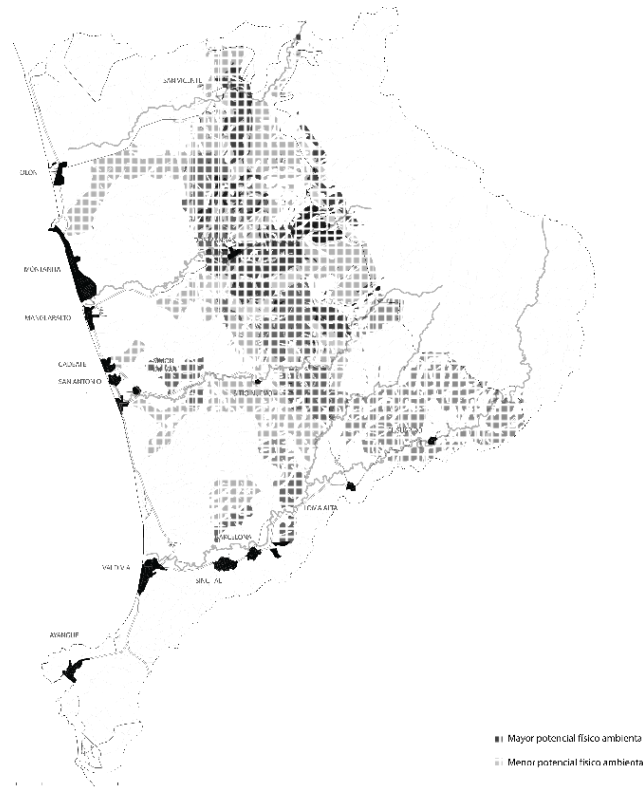 SAN VICENTE
OLON
MONTAÑITA
MANGLARALTO
CADEATE
SAN ANTONIO
LOMA ALTA
VALDIVIA
AYANGUE
Mayor potencial físico ambienta
Menor potencial físico ambienta